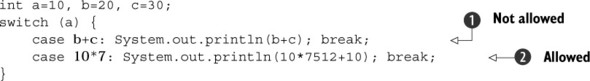 int a=10, b=20, c=30;
switch (a) {
case b+c: System.out.println(b+c); break; 1 Not allowed
case 10*7: System.out.println(10*7512+10); break; 2 Allowed
}